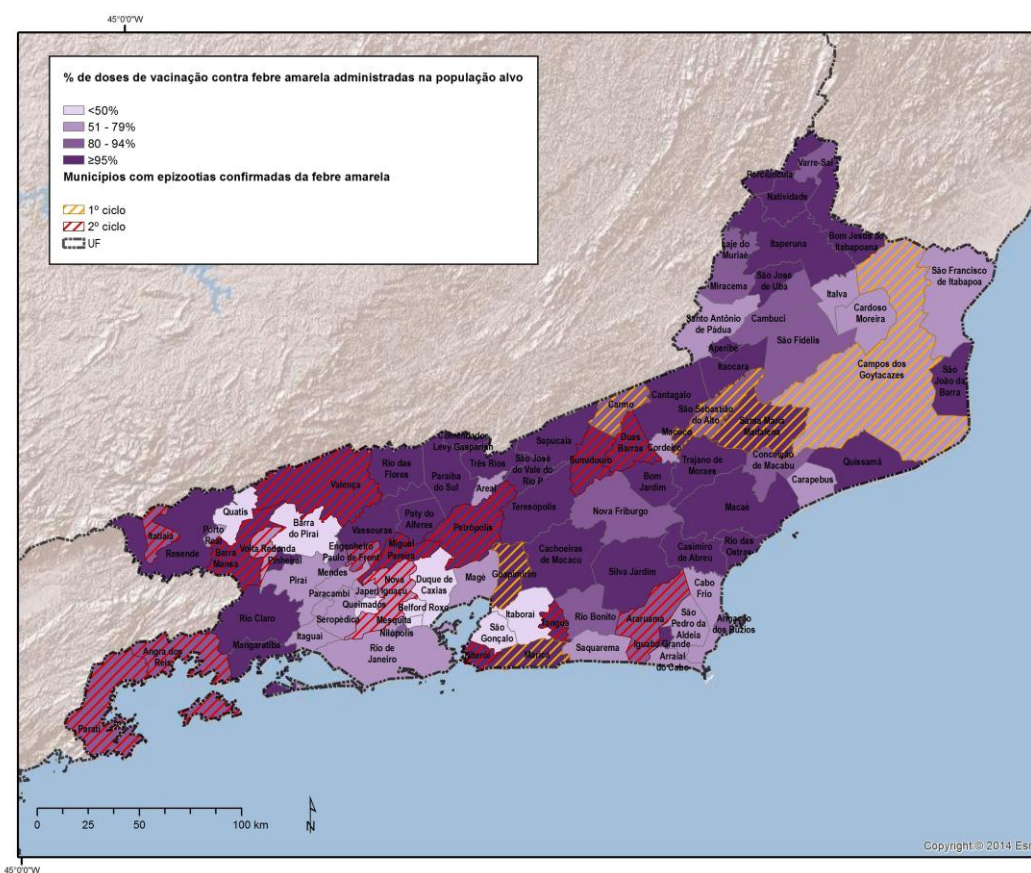 45°0'0"W
% de doses de vacinação contra febre amarela administradas na população alvo
<50%
51 - 79%
80 - 94%
≥95%
Municípios com epizootias confirmadas da febre amarela
1º ciclo
2º ciclo
UF
Varre-Sai
Porciúncula
Natividade
Bom Jesus do
Itabapoana
Itaperuna
Laje do
Muriaé
São Francisco
de Itabapoa
São José
de Ubá
Miracema
Italva
Cardoso
Moreira
Santo Antônio
de Pádua
Cambuci
São Fidelis
Aperibé
Campos dos
Goytacazes
Itaocara
São
João da
Barra
Cantagalo
Carmo
São Sebastião
do Alto
Santa Maria
Madalena
Comendador
Levy Gasparian
Sapucaia
Duas
Barras
Macuco
Cordeiro
Três Rios
São José
do Vale do
Rio P
Sumidouro
Trajano de
Moraes
Conceição
de Macabu
Quissamã
Rio das
Flores
Paraíba
do Sul
Areal
Bom
Jardim
Carapebus
Valença
Teresópolis
Nova Friburgo
Macaé
Quatis
Paty do
Alferes
Petrópolis
Barra
do Piraí
Vassouras
Porto
Real
Itatiaia
Resende
Volta Redonda
Barra
Mansa
Pinheiral
Engenheiro
Paulo de Front
Miguel
Pereira
Cachoeiras
de Macacu
Casimiro
de Abreu
Rio das
Ostras
Mendes
Piraí
Nova
Iguaçu
Japeri
Duque de
Caxias
Magé
Guapimirim
Silva Jardim
Cabo
Frio
Paracambi
Queimados
Belford Roxo
Itaboraí
Rio Claro
Seropédica
Mesquita
Nilópolis
São
Gonçalo
Tanguá
Rio Bonito
Araruama
São
Pedro da
Aldeia
Armação
dos Búzios
Itaguaí
Mangaratiba
Rio de
Janeiro
Niterói
Maricá
Saquarema
Iguaba Grande
Arraial
do Cabo
Angra dos
Reis
Parati
0 25 50 100 km
N
Copyright:© 2014 Esr
45°0'0"W